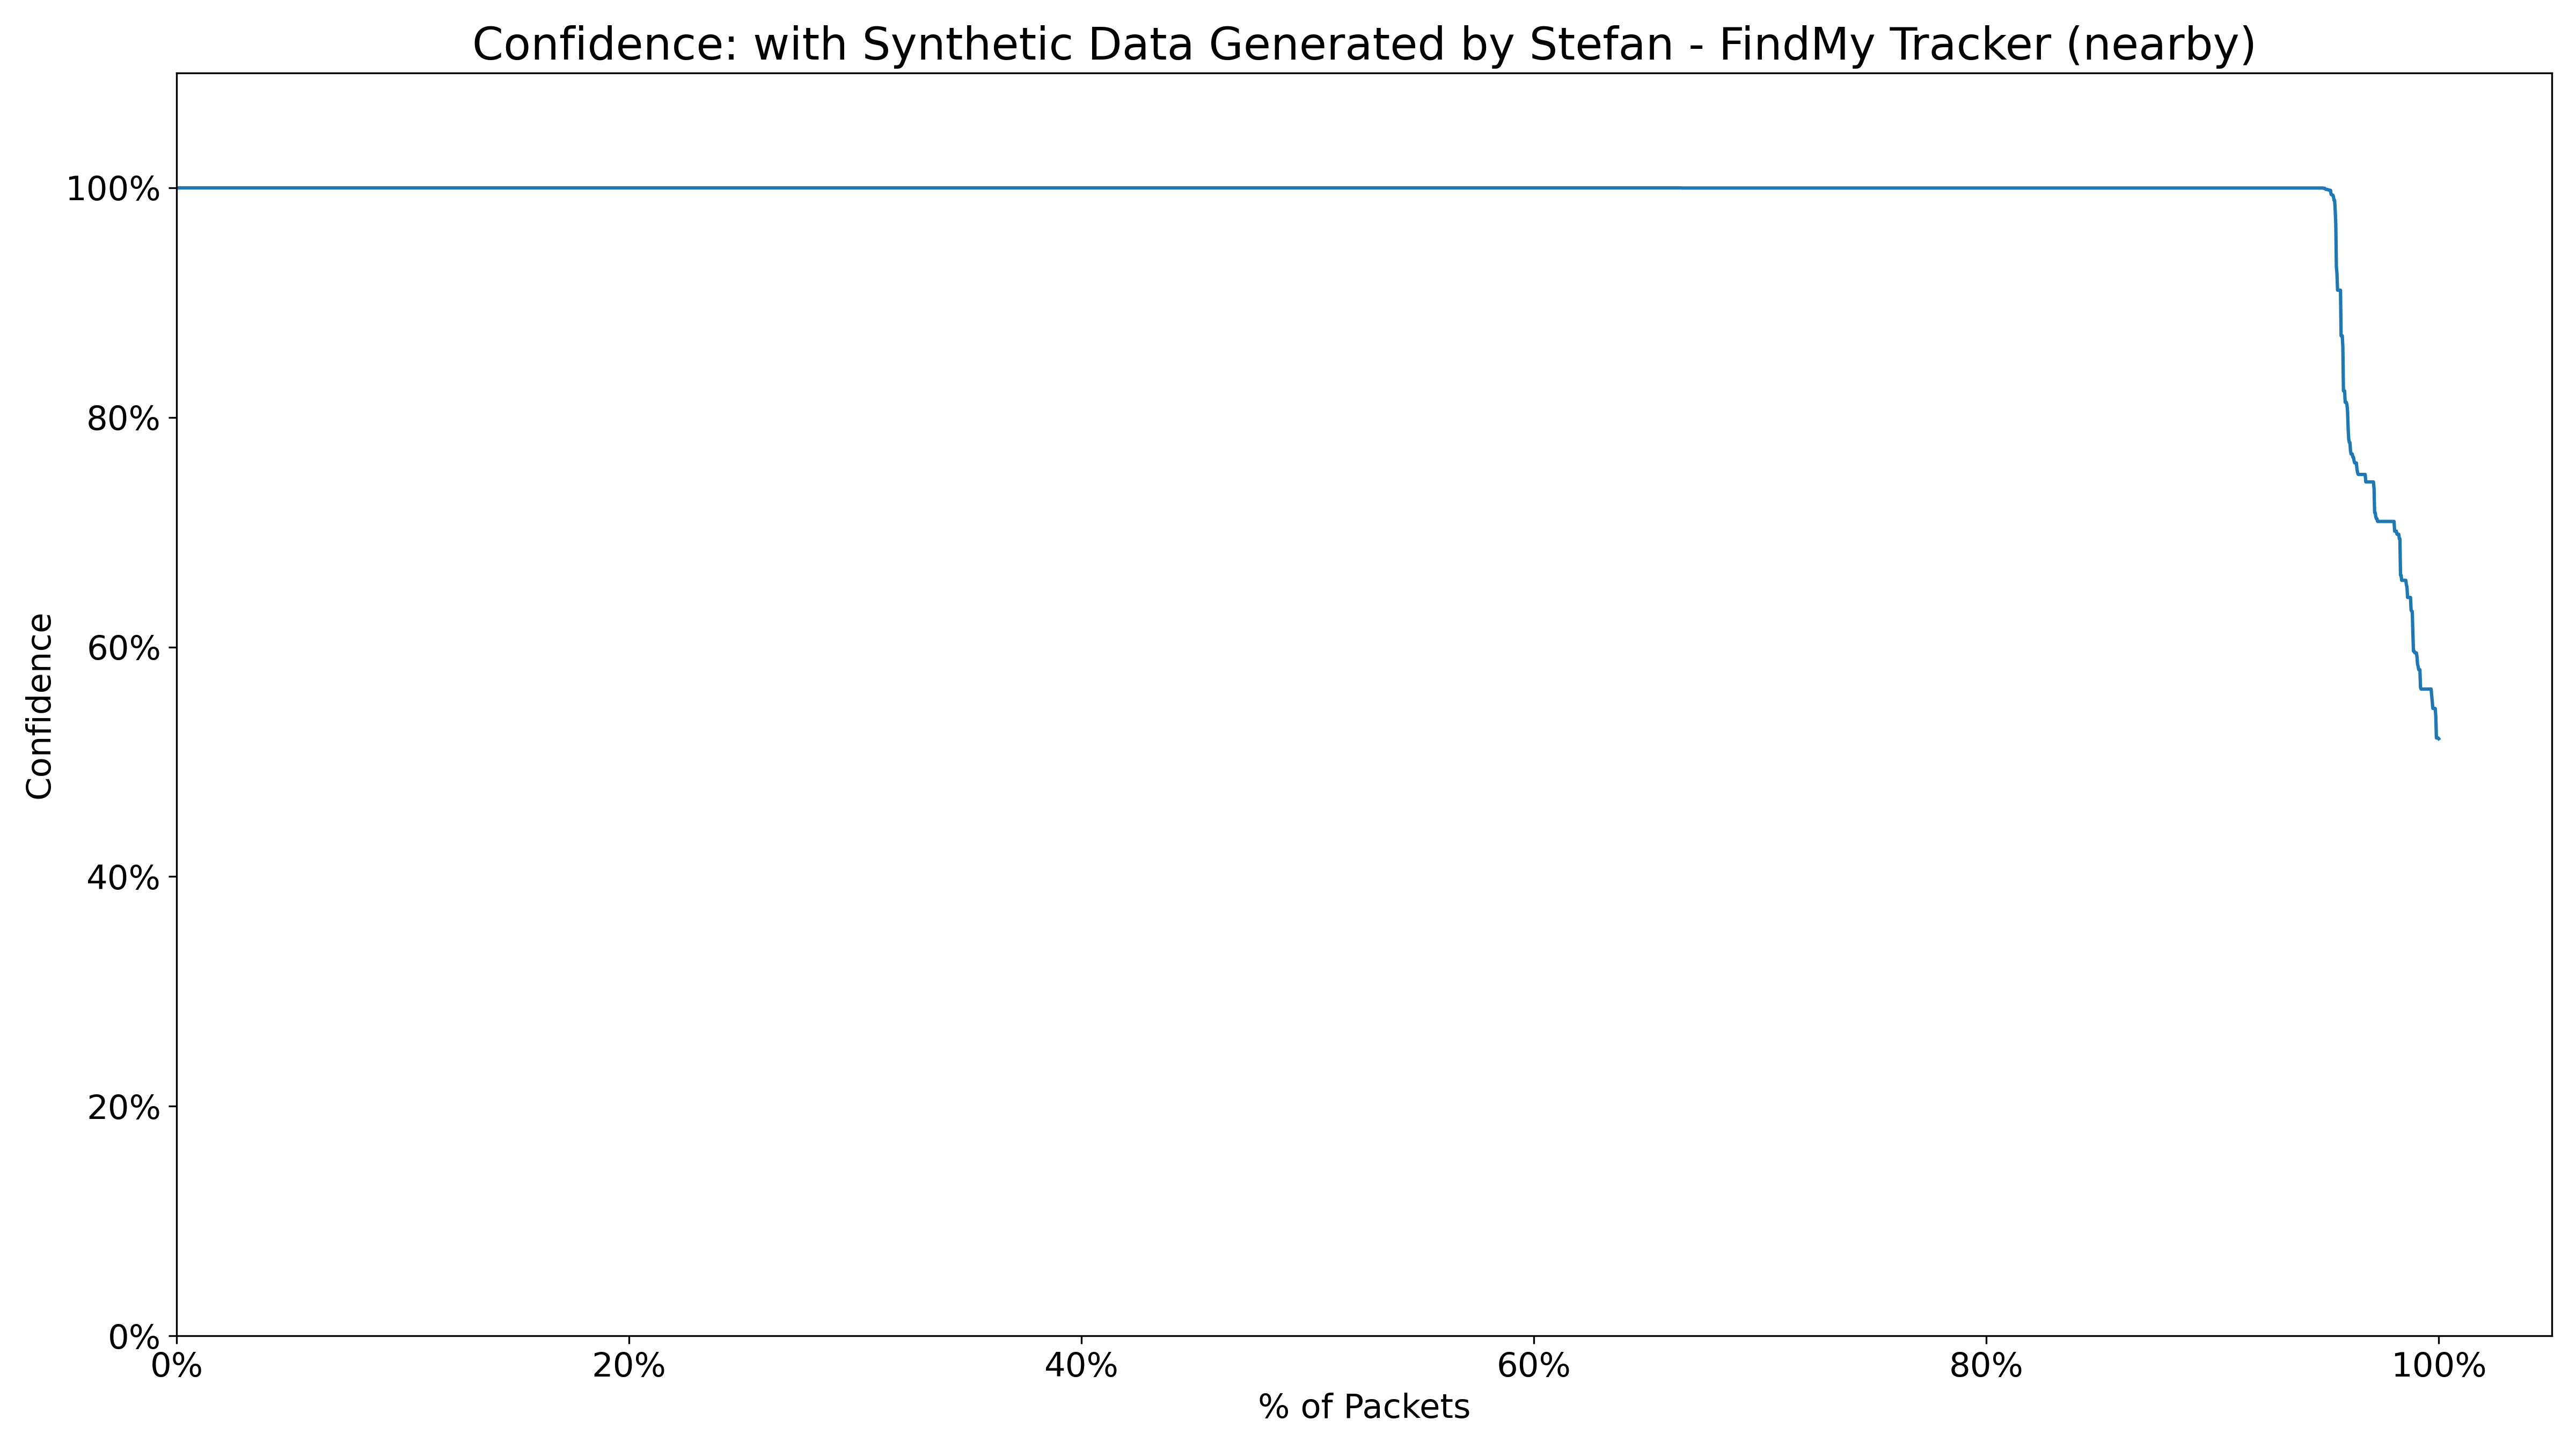 Confidence: with Synthetic Data Generated by Stefan - FindMy Tracker (nearby)
100%
80%
60%
40%
20%
0%
Confidence
0% 20% 40% 60% 80% 100%
% of Packets